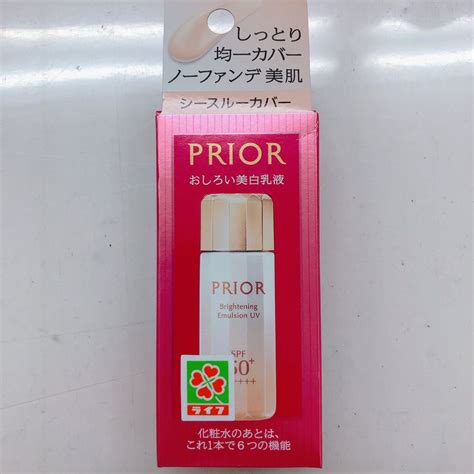 しっとり
均一カバー
ノーファンデ美肌
シースルーカバー
PRIOR
おしろい美白乳液
PRIOR
Brightening
Emulsion UV
SPF
50+
++++
ライフ
化粧水のあとは、
これ1本で6つの機能